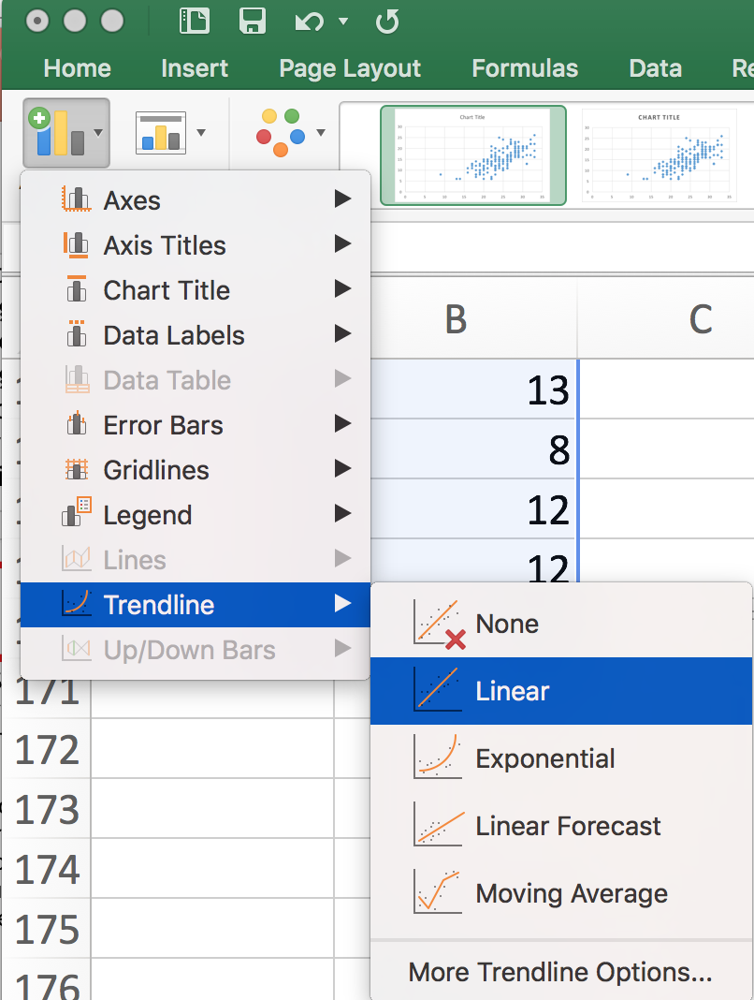 Home Insert Page Layout Formulas Data Re
Chart Title
CHART TITLE
Axes
Axis Titles
Chart Title
Data Labels
Data Table
Error Bars
Gridlines
Legend
Lines
Trendline
Up/Down Bars
B C
13
8
12
12
None
Linear
Exponential
Linear Forecast
Moving Average
More Trendline Options...
171
172
173
174
175
176